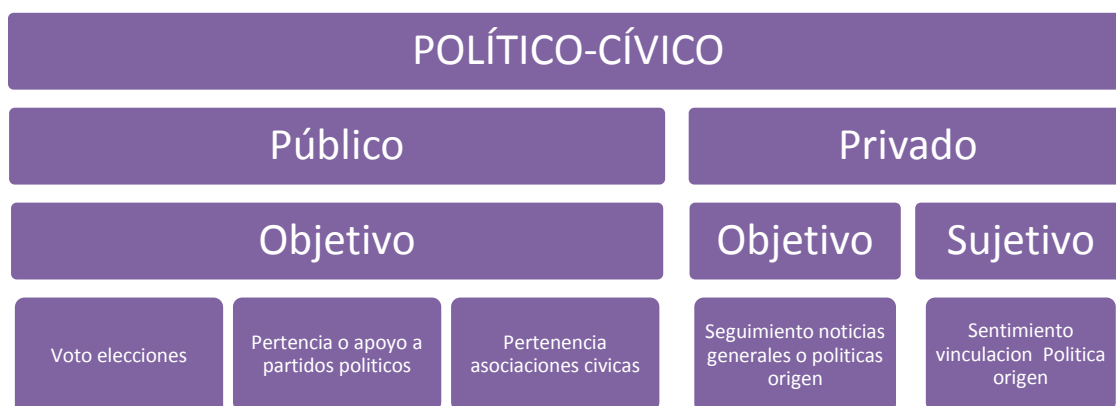 POLÍTICO-CÍVICO
Público
Privado
Objetivo
Objetivo
Sujetivo
Voto elecciones
Pertencia o apoyo a
partidos politicos
Pertenencia
asociaciones civicas
Seguimiento noticias
generales o politicas
origen
Sentimiento
vinculacion Politica
origen